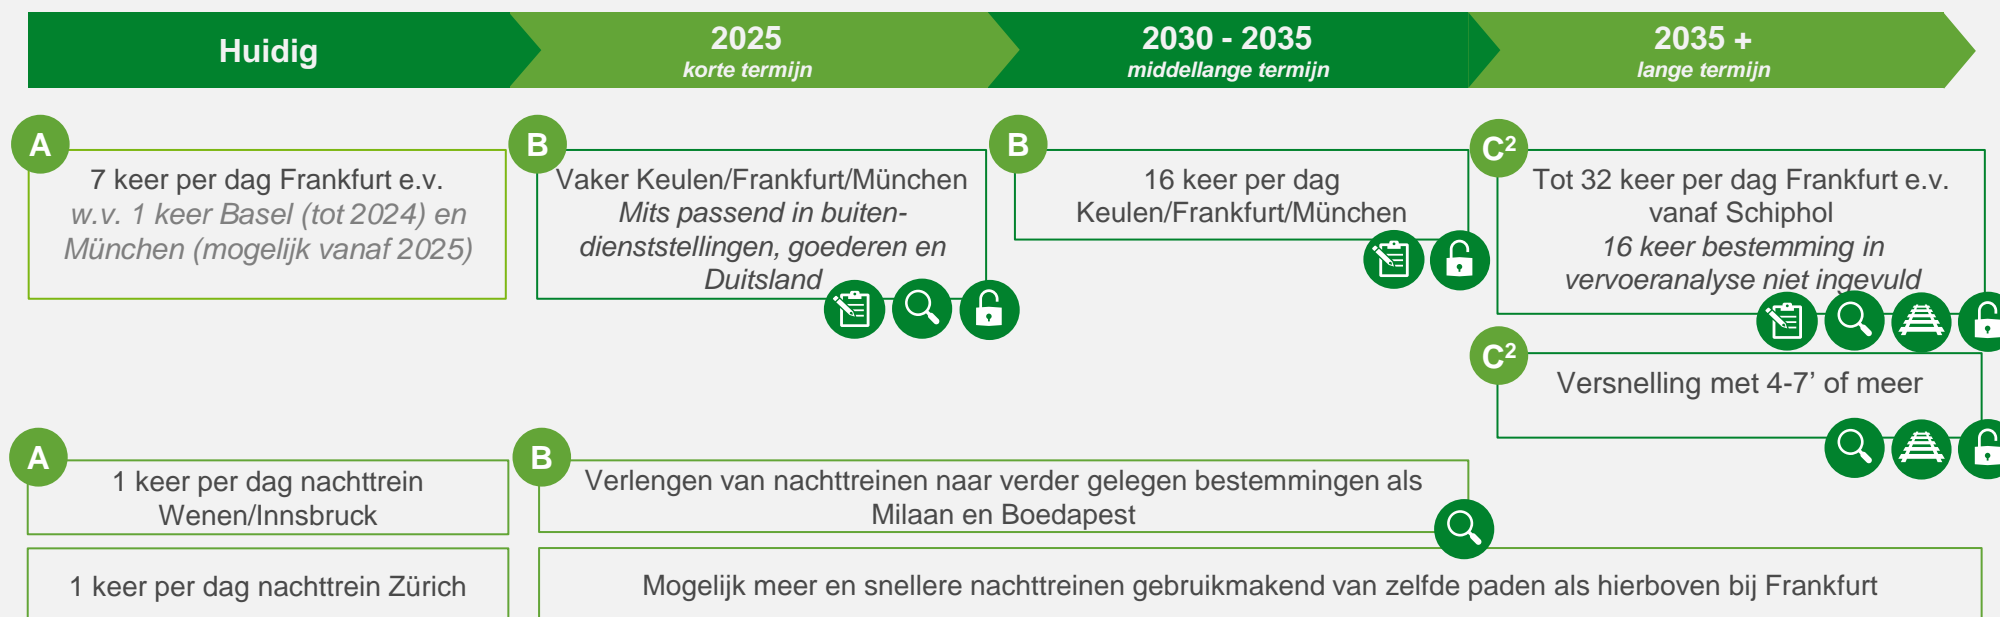 Huidig
2025
korte termijn
2030 - 2035
middellange termijn
2035 +
lange termijn
A
7 keer per dag Frankfurt e.v.
w.v. 1 keer Basel (tot 2024) en
München (mogelijk vanaf 2025)
B
Vaker Keulen/Frankfurt/München
Mits passend in buiten-
dienststellingen, goederen en
Duitsland
B
16 keer per dag
Keulen/Frankfurt/München
C²
Tot 32 keer per dag Frankfurt e.v.
vanaf Schiphol
16 keer bestemming in
vervoeranalyse niet ingevuld
C²
Versnelling met 4-7’ of meer
A
1 keer per dag nachttrein
Wenen/Innsbruck
B
Verlengen van nachttreinen naar verder gelegen bestemmingen als
Milaan en Boedapest
1 keer per dag nachttrein Zürich
Mogelijk meer en snellere nachttreinen gebruikmakend van zelfde paden als hierboven bij Frankfurt